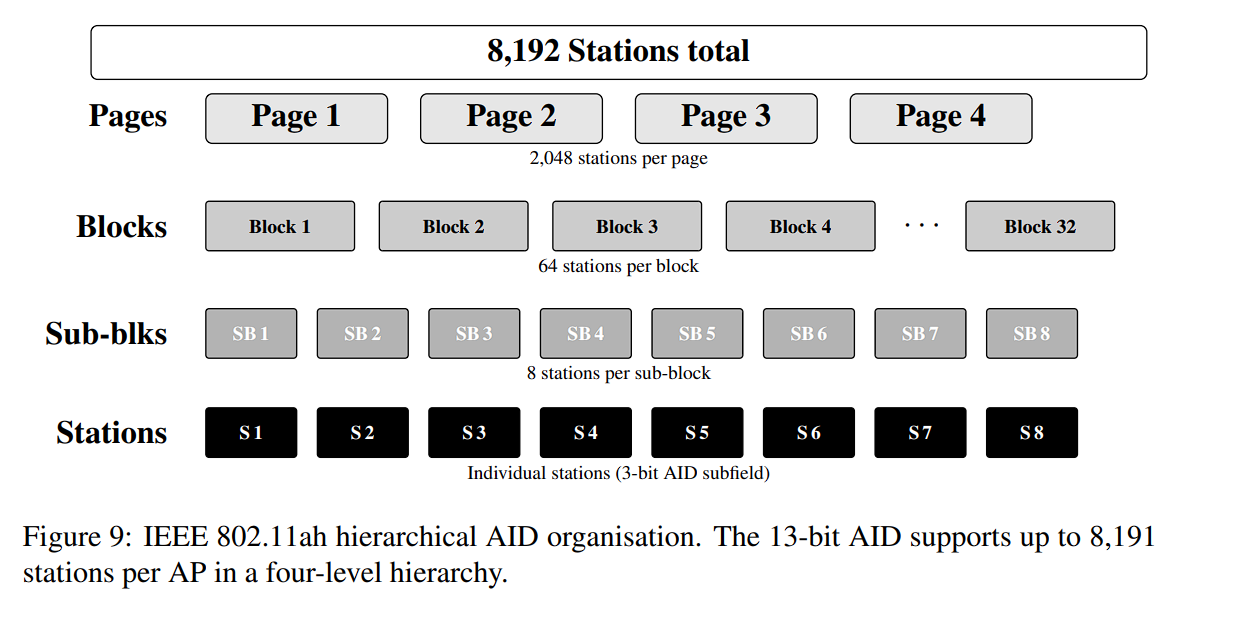 8,192 Stations total
Pages
Page 1 Page 2 Page 3 Page 4
2,048 stations per page
Blocks
Block 1 Block 2 Block 3 Block 4 · · · Block 32
64 stations per block
Sub-blks
SB 1 SB 2 SB 3 SB 4 SB 5 SB 6 SB 7 SB 8
8 stations per sub-block
Stations
S 1 S 2 S 3 S 4 S 5 S 6 S 7 S 8
Individual stations (3-bit AID subfield)
Figure 9: IEEE 802.11ah hierarchical AID organisation. The 13-bit AID supports up to 8,191
stations per AP in a four-level hierarchy.